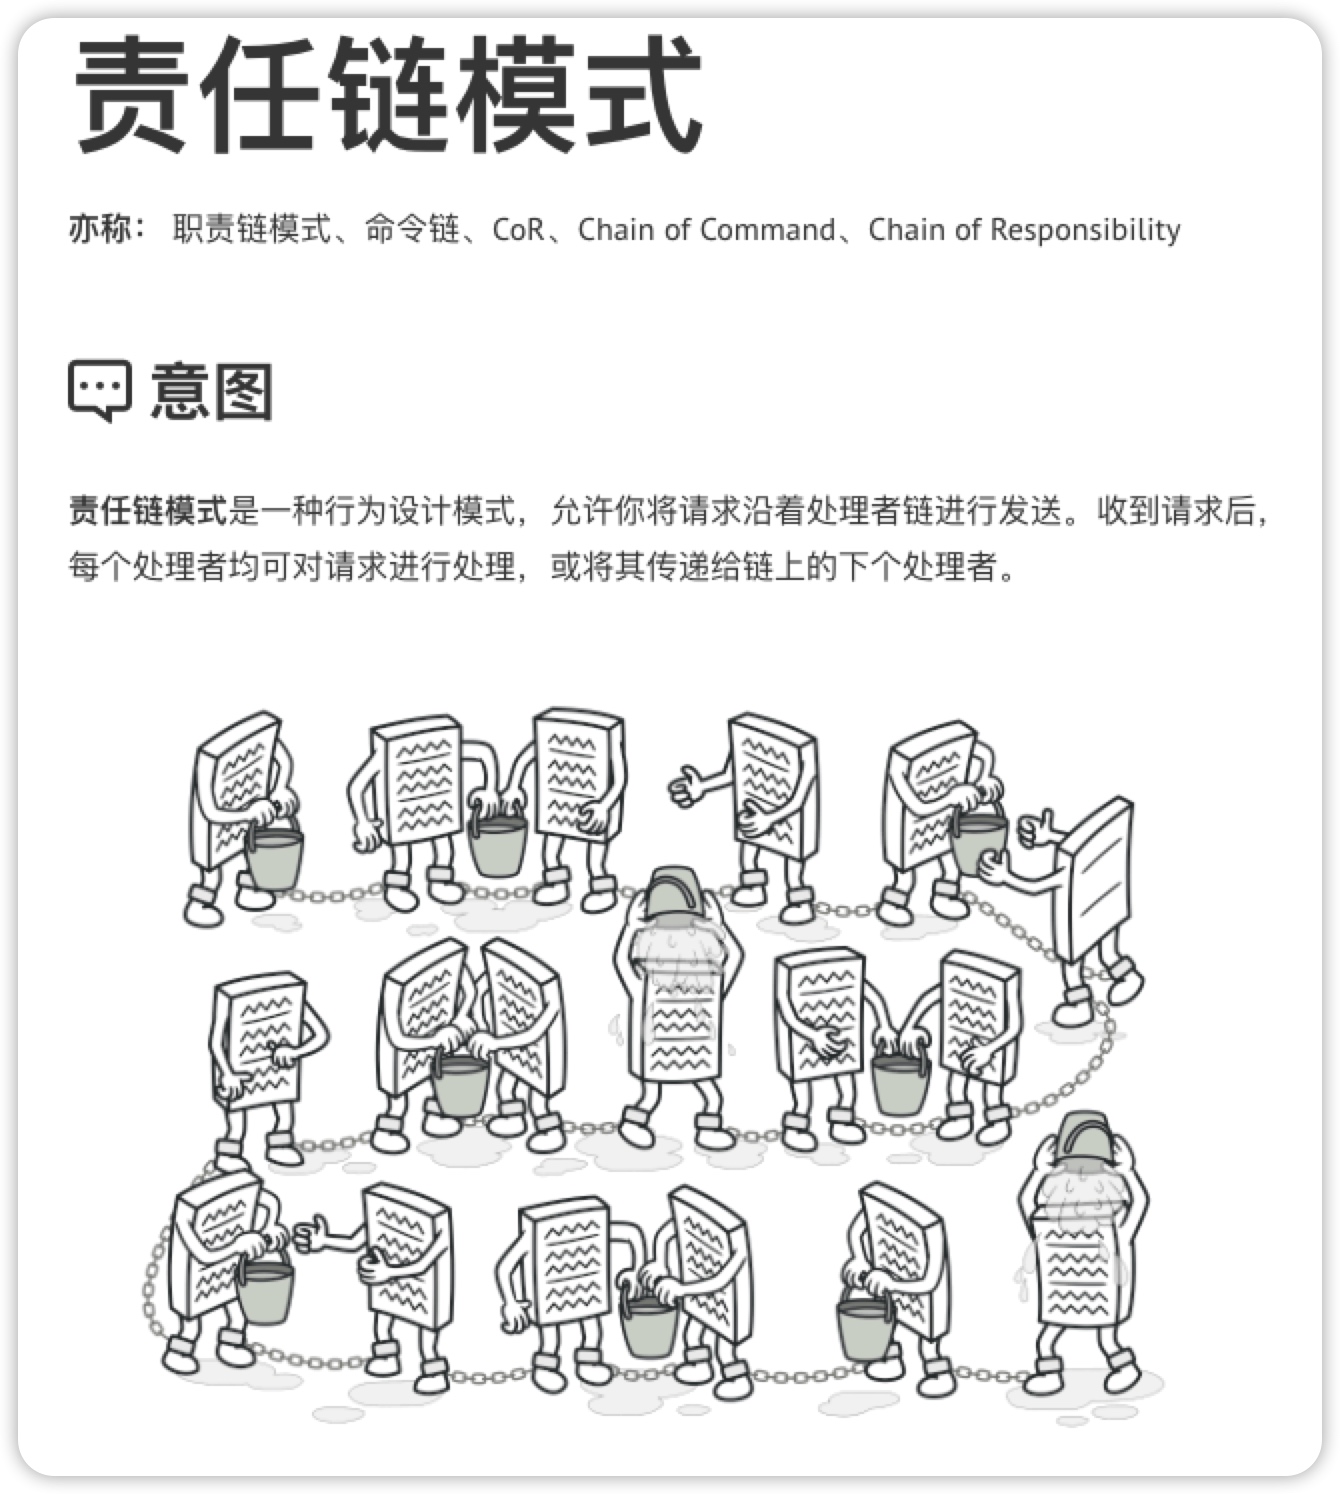 责任链模式
亦称： 职责链模式、命令链、CoR、Chain of Command、Chain of Responsibility
意图
责任链模式是一种行为设计模式，允许你将请求沿着处理者链进行发送。收到请求后，
每个处理者均可对请求进行处理，或将其传递给链上的下个处理者。